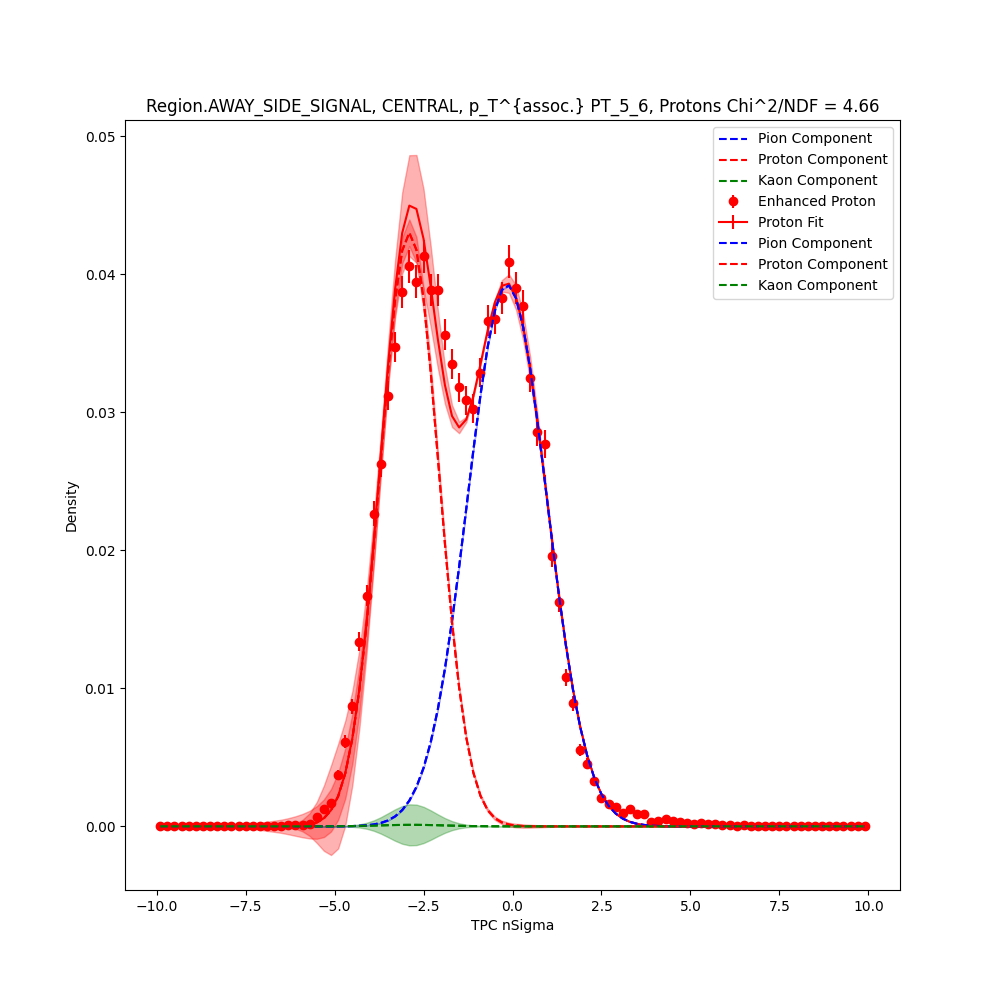 Region.AWAY_SIDE_SIGNAL, CENTRAL, p_T^{assoc.} PT_5_6, Protons Chi^2/NDF = 4.66
Pion Component
Proton Component
Kaon Component
Enhanced Proton
Proton Fit
Pion Component
Proton Component
Kaon Component
0.05
0.04
0.03
0.02
0.01
0.00
Density
−10.0 −7.5 −5.0 −2.5 0.0 2.5 5.0 7.5 10.0
TPC nSigma